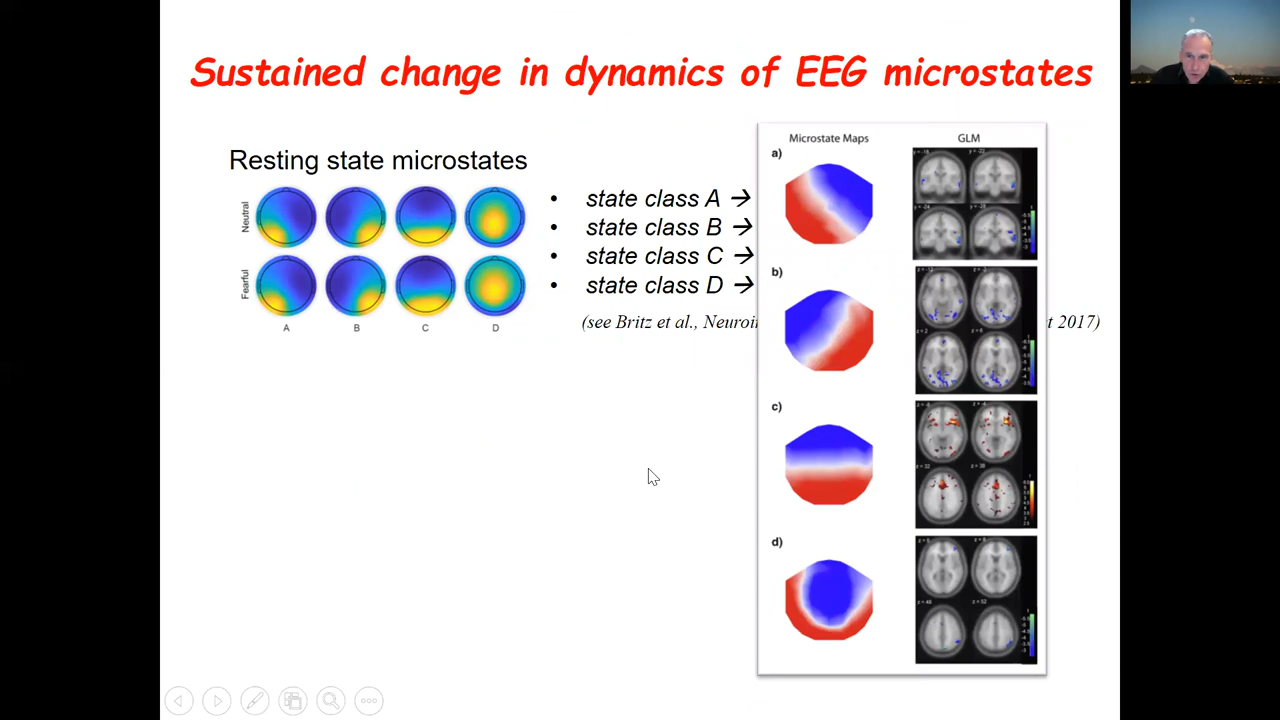 Sustained change in dynamics of EEG microstates
Resting state microstates
Neutral
Fearful
A B C D
• state class A →
• state class B →
• state class C →
• state class D →
(see Britz et al., t 2017)
Microstate Maps GLM
a)
b)
c)
d)